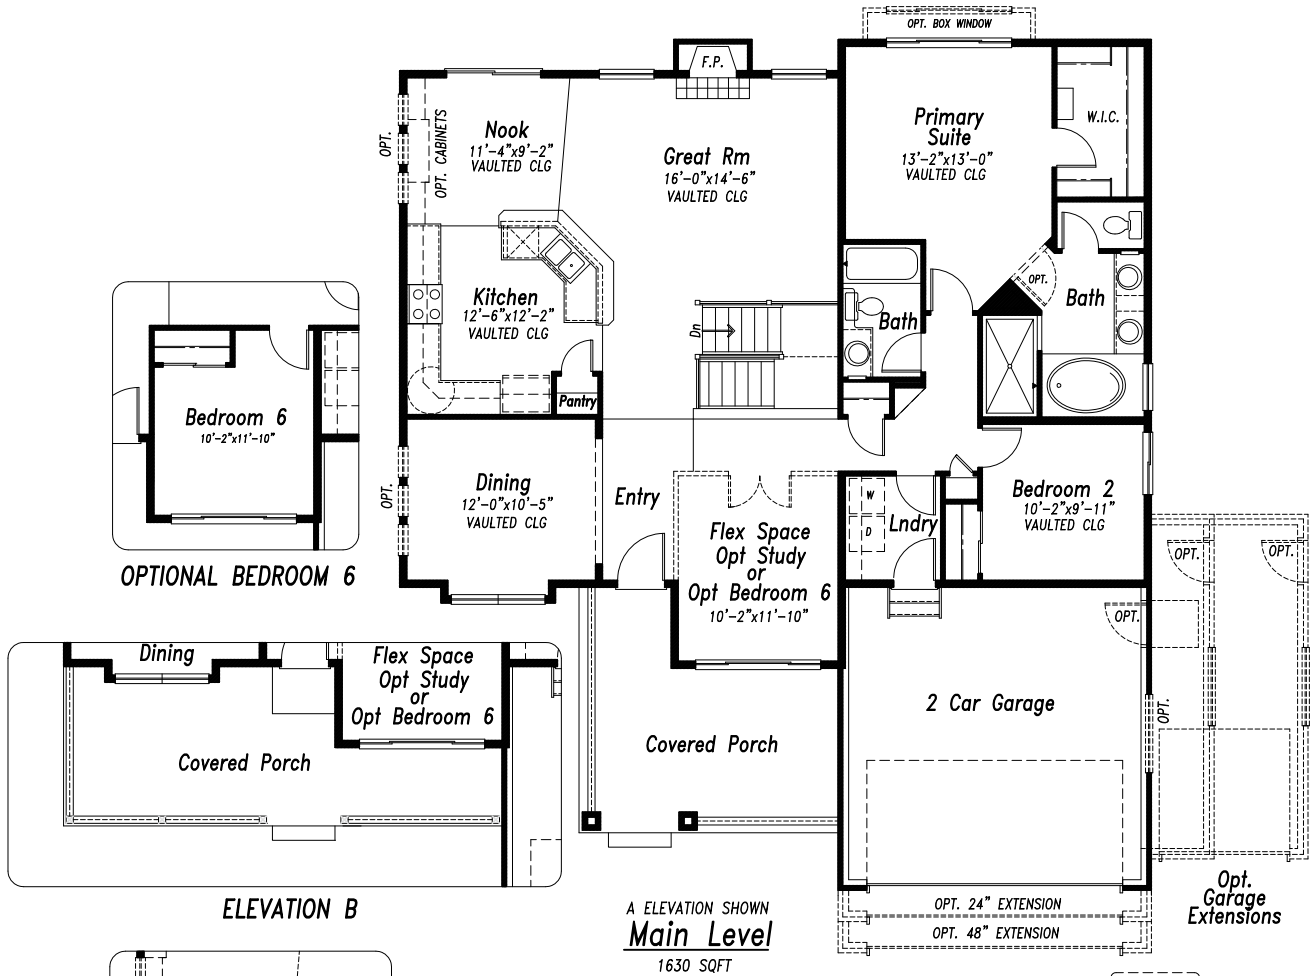 OPT. BOX WINDOW
F.P.
Nook
11'-4"x9'-2"
VAULTED CLG
OPT.
OPT. CABINETS
Great Rm
16'-0"x14'-6"
VAULTED CLG
Primary
Suite
13'-2"x13'-0"
VAULTED CLG
W.I.C.
OPT.
Bath
Kitchen
12'-6"x12'-2"
VAULTED CLG
Dn
Bath
Pantry
Bedroom 6
10'-2"x11'-10"
OPTIONAL BEDROOM 6
OPT.
Dining
12'-0"x10'-5"
VAULTED CLG
Entry
Flex Space
Opt Study
or
Opt Bedroom 6
10'-2"x11'-10"
W
D
Lndry
Bedroom 2
10'-2"x9'-11"
VAULTED CLG
OPT.
OPT.
OPT.
OPT.
2 Car Garage
Covered Porch
Dining
Flex Space
Opt Study
or
Opt Bedroom 6
Covered Porch
ELEVATION B
A ELEVATION SHOWN
Main Level
1630 SQFT
OPT. 24" EXTENSION
OPT. 48" EXTENSION
Opt.
Garage
Extensions